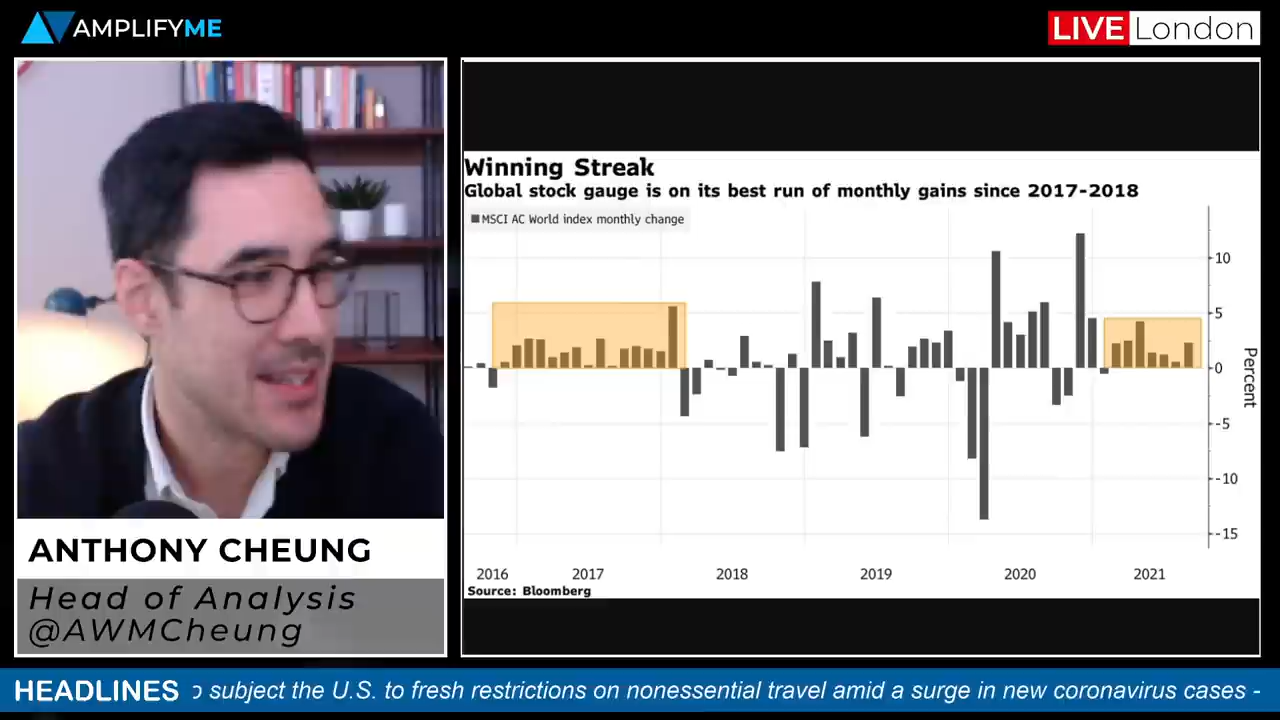 AMPLIFYME
LIVE London
Winning Streak
Global stock gauge is on its best run of monthly gains since 2017-2018
MSCI AC World index monthly change
10
5
0
-5
-10
-15
Percent
2016 2017 2018 2019 2020 2021
Source: Bloomberg
ANTHONY CHEUNG
Head of Analysis
@AWMCheung
HEADLINES subject the U.S. to fresh restrictions on nonessential travel amid a surge in new coronavirus cases -